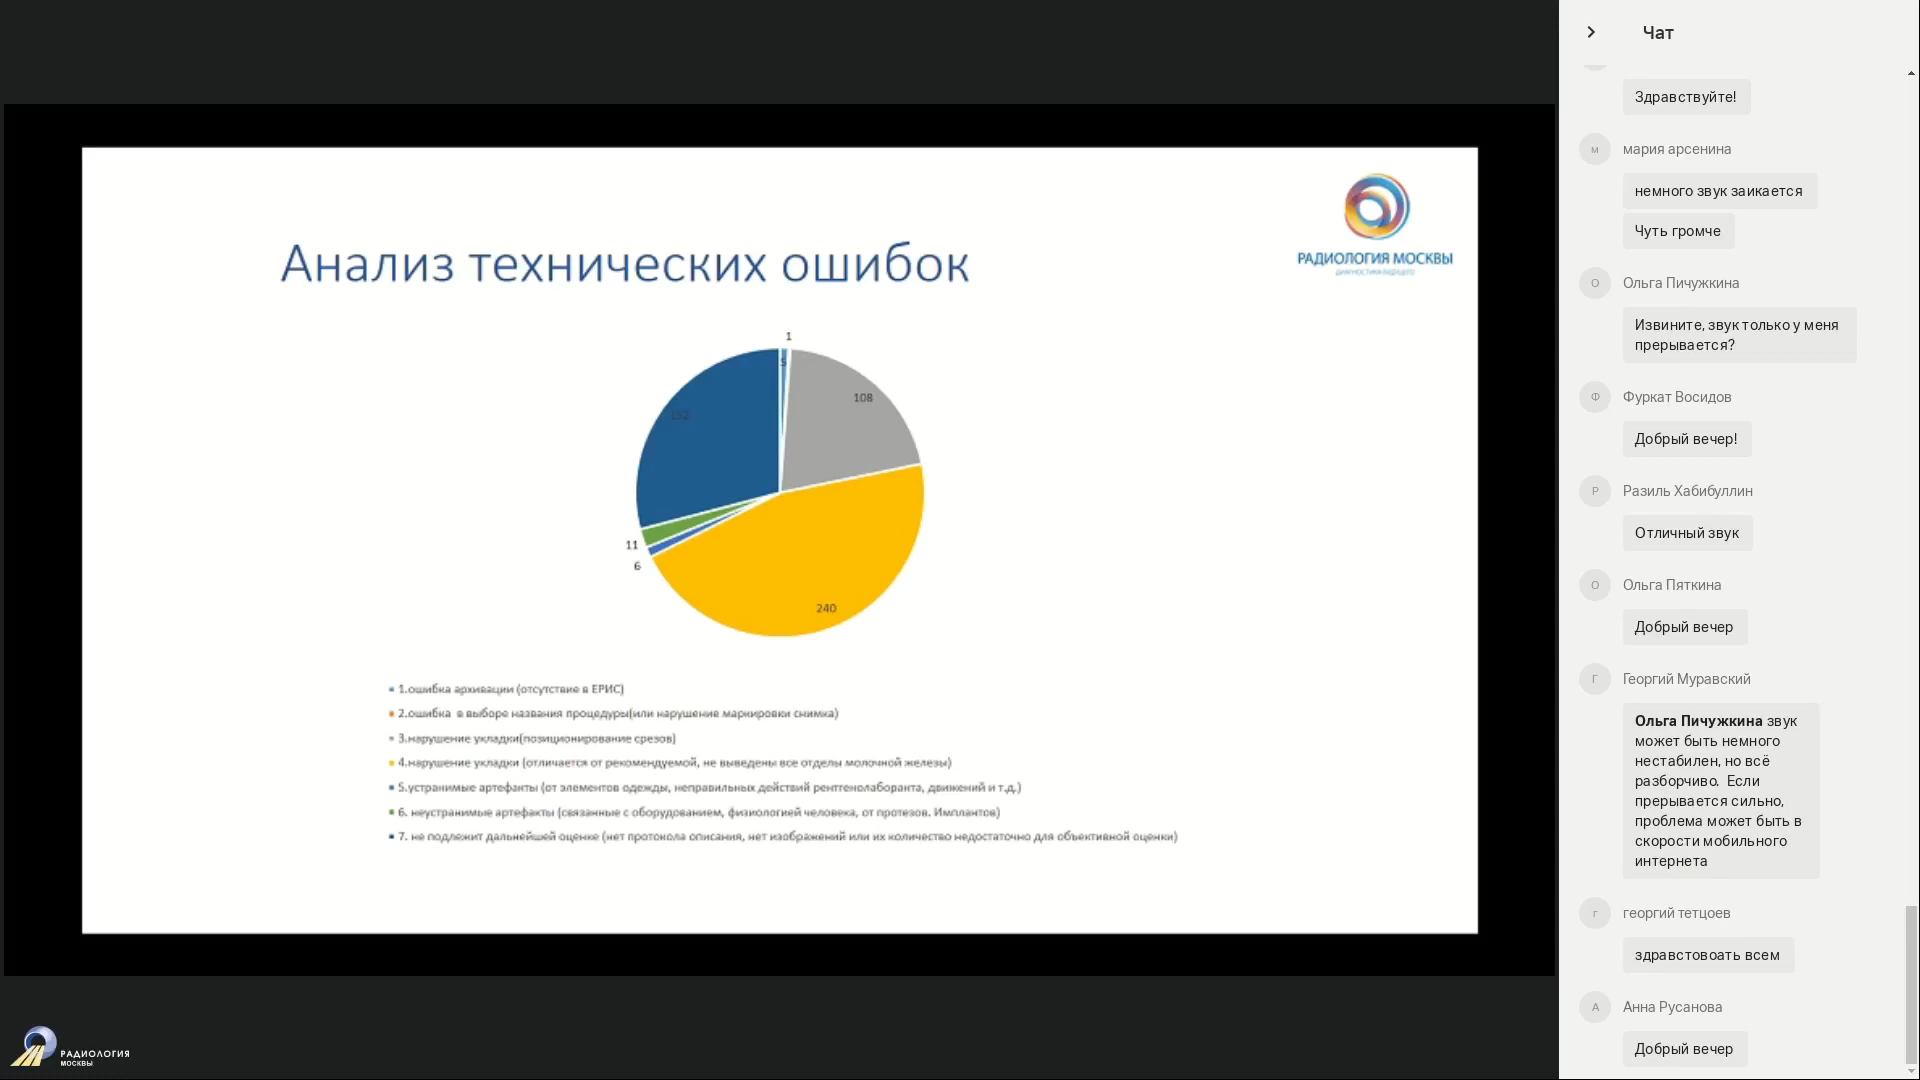 Анализ технических ошибок
РАДИОЛОГИЯ МОСКВЫ
ДИАГНОСТИКА БУДУЩЕГО
1
5
108
152
11
6
240
1.ошибка архивации (отсутствие в ЕРИС)
2.ошибка в выборе названия процедуры(или нарушение маркировки снимка)
3.нарушение укладки(позиционирование срезов)
4.нарушение укладки (отличается от рекомендуемой, не выведены все отделы молочной железы)
5.устранимые артефакты (от элементов одежды, неправильных действий рентгенолаборанта, движений и т.д.)
6. неустранимые артефакты (связанные с оборудованием, физиологией человека, от протезов. Имплантов)
7. не подлежит дальнейшей оценке (нет протокола описания, нет изображений или их количество недостаточно для объективной оценки)
РАДИОЛОГИЯ
МОСКВЫ
Чат
Здравствуйте!
м
мария арсенина
немного звук заикается
Чуть громче
О
Ольга Пичужкина
Извините, звук только у меня
прерывается?
Ф
Фуркат Восидов
Добрый вечер!
Р
Разиль Хабибуллин
Отличный звук
О
Ольга Пяткина
Добрый вечер
Г
Георгий Муравский
Ольга Пичужкина звук
может быть немного
нестабилен, но всё
разборчиво. Если
прерывается сильно,
проблема может быть в
скорости мобильного
интернета
г
георгий тетцоев
здравствоать всем
А
Анна Русанова
Добрый вечер